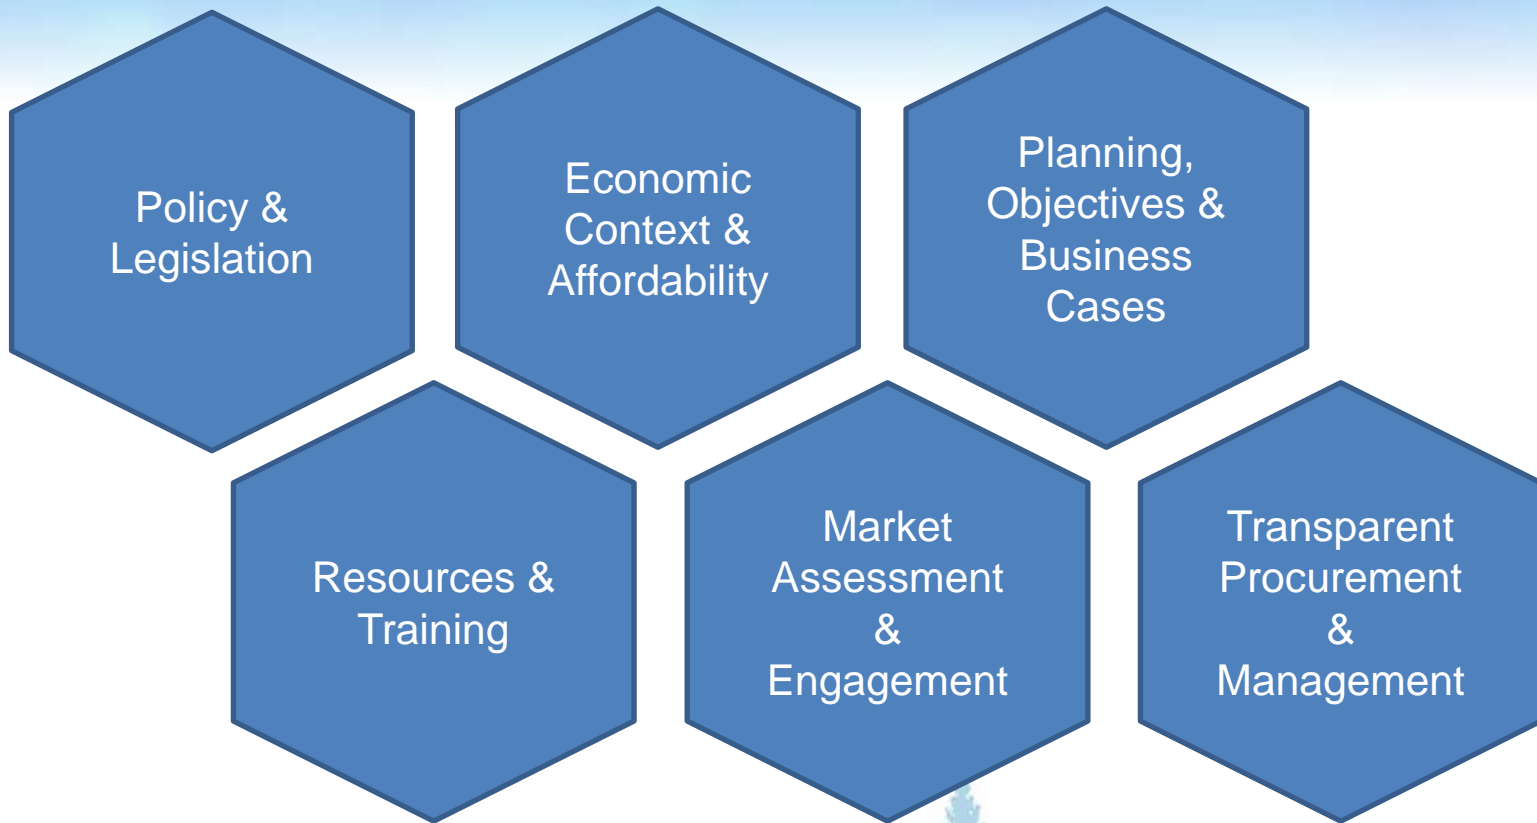 Policy &
Legislation
Economic
Context &
Affordability
Planning,
Objectives &
Business
Cases
Resources &
Training
Market
Assessment
&
Engagement
Transparent
Procurement
&
Management